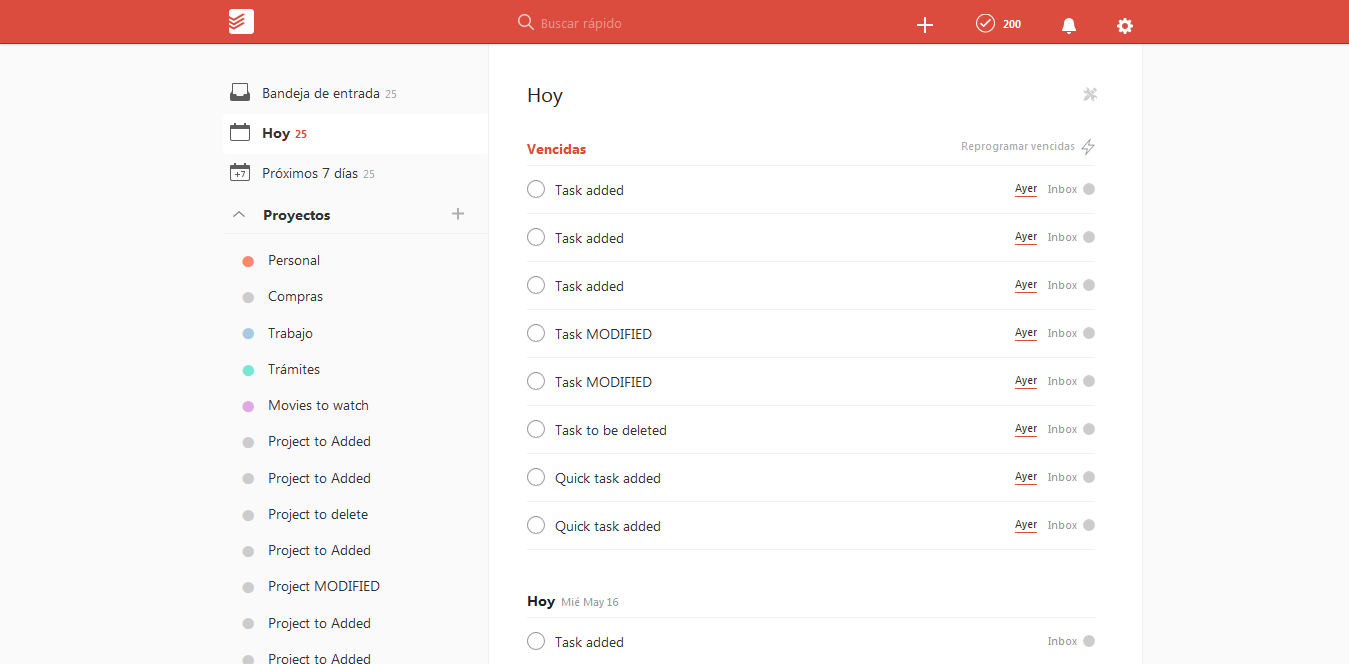 Buscar rápido
200
Bandeja de entrada 25
Hoy 25
+7 Próximos 7 días 25
Proyectos
Personal
Compras
Trabajo
Trámites
Movies to watch
Project to Added
Project to Added
Project to delete
Project to Added
Project MODIFIED
Project to Added
Project to Added
Hoy
Vencidas Reprogramar vencidas
Task added Ayer Inbox
Task added Ayer Inbox
Task added Ayer Inbox
Task MODIFIED Ayer Inbox
Task MODIFIED Ayer Inbox
Task to be deleted Ayer Inbox
Quick task added Ayer Inbox
Quick task added Ayer Inbox
Hoy Mié May 16
Task added Inbox